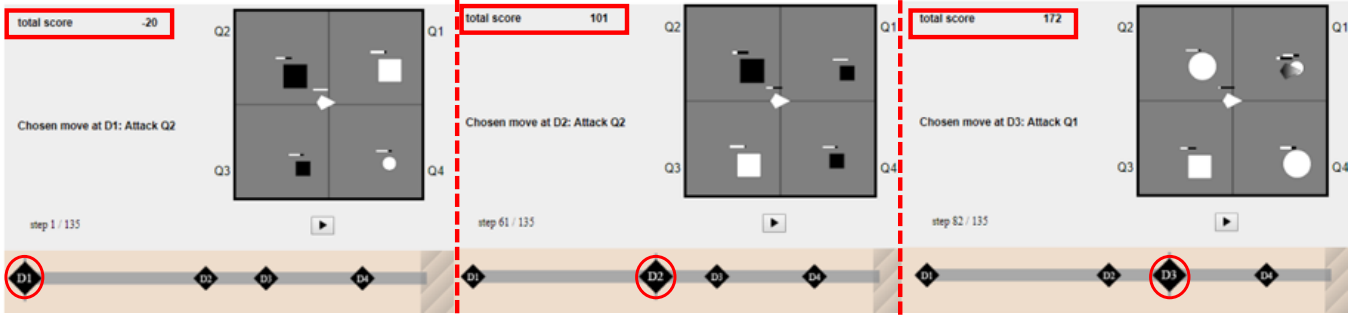 total score -20
Q2 Q1
Chosen move at D1: Attack Q2
Q3 Q4
step 1 / 135
D1 D2 D3 D4
total score 101
Q2 Q1
Chosen move at D2: Attack Q2
Q3 Q4
step 61 / 135
D1 D2 D3 D4
total score 172
Q2 Q1
Chosen move at D3: Attack Q1
Q3 Q4
step 82 / 135
D1 D2 D3 D4